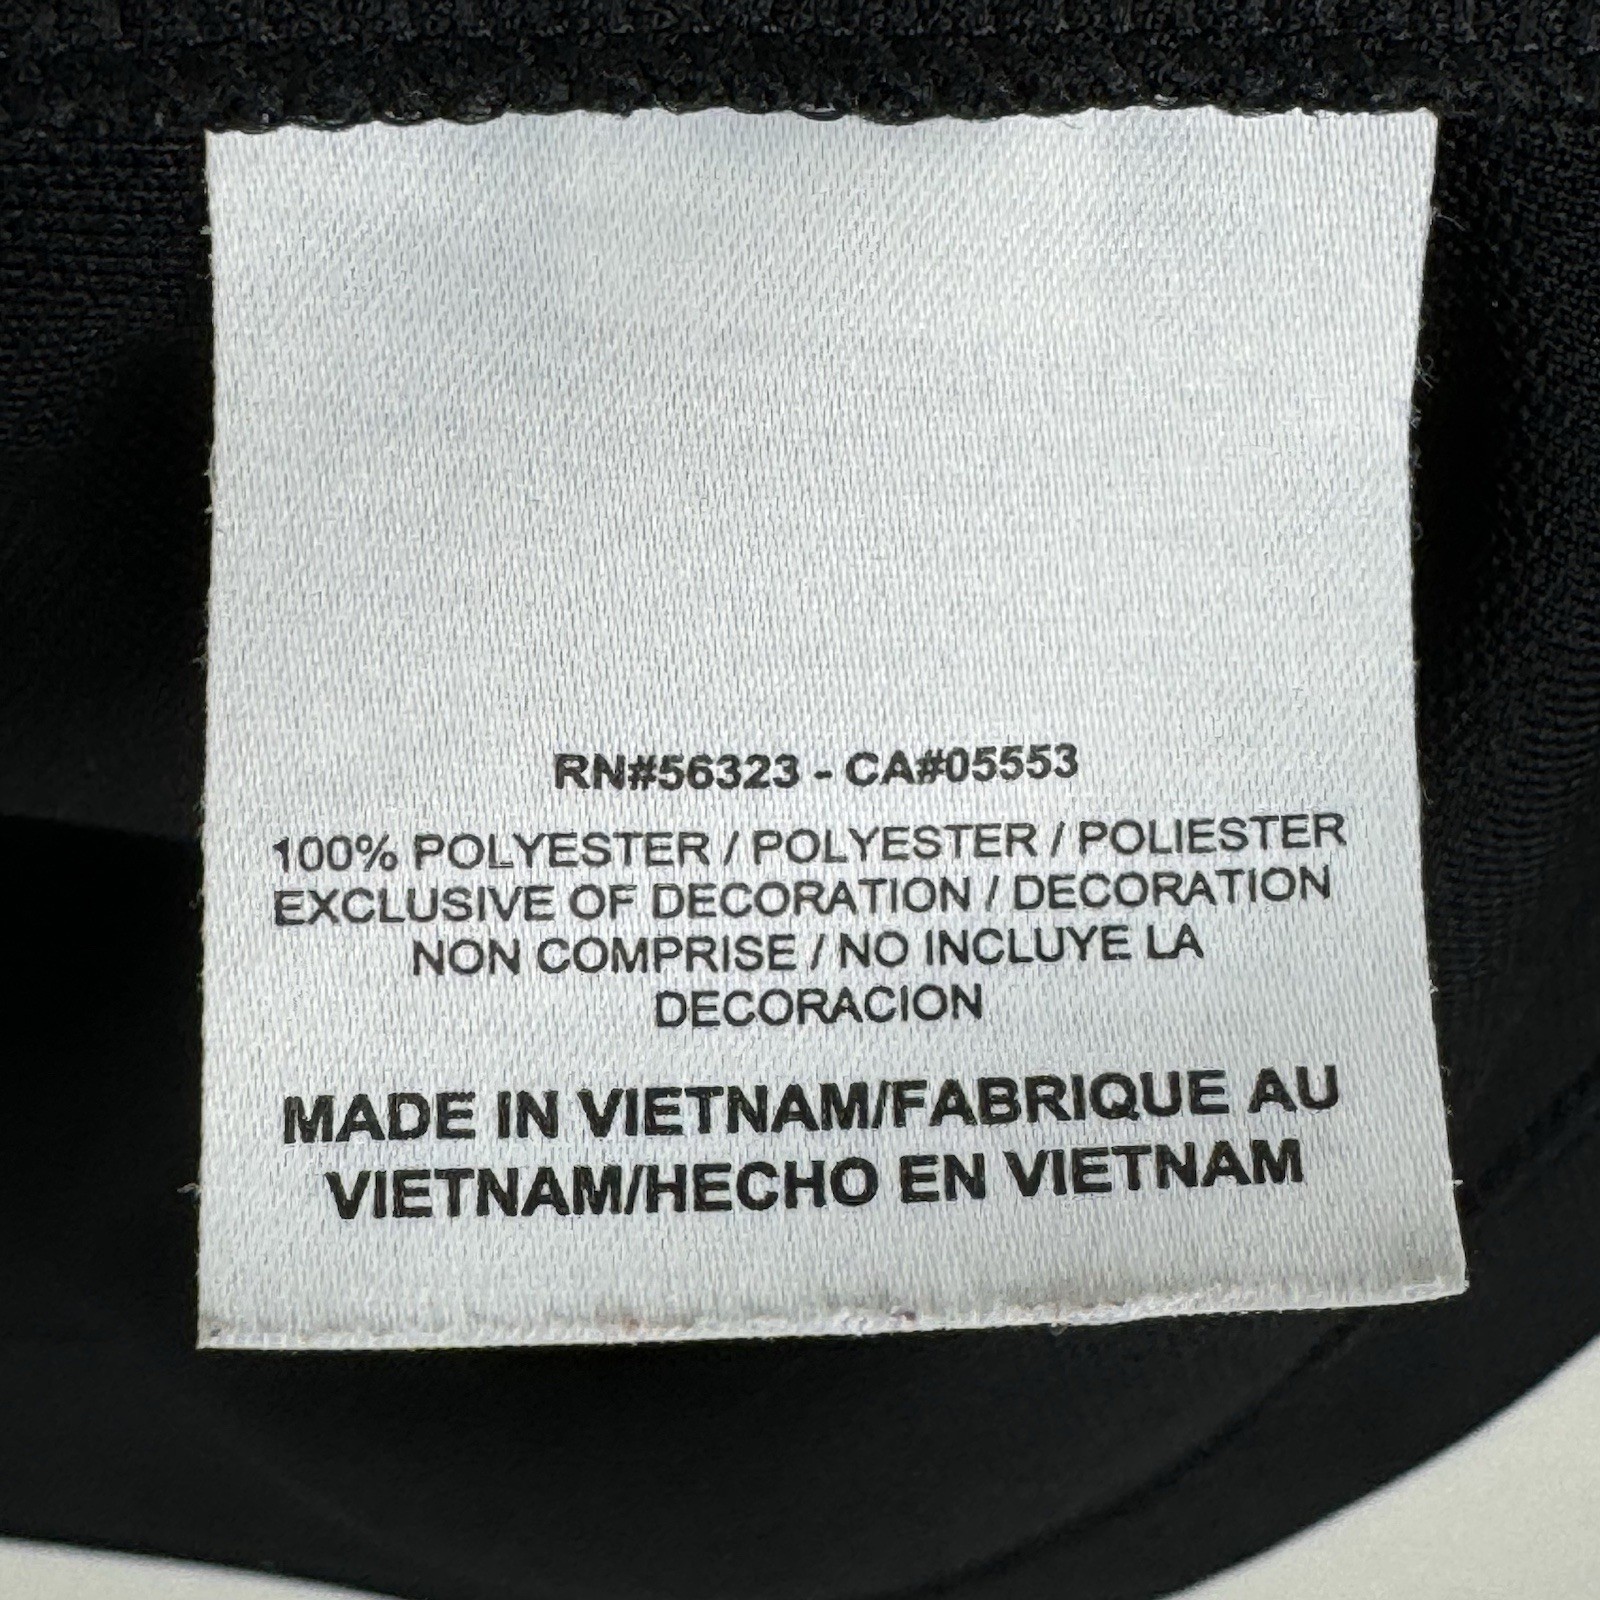 RN#56323 - CA#05553
100% POLYESTER / POLYESTER / POLIESTER
EXCLUSIVE OF DECORATION / DECORATION
NON COMPRISE / NO INCLUYE LA
DECORACION
MADE IN VIETNAM/FABRIQUE AU
VIETNAM/HECHO EN VIETNAM